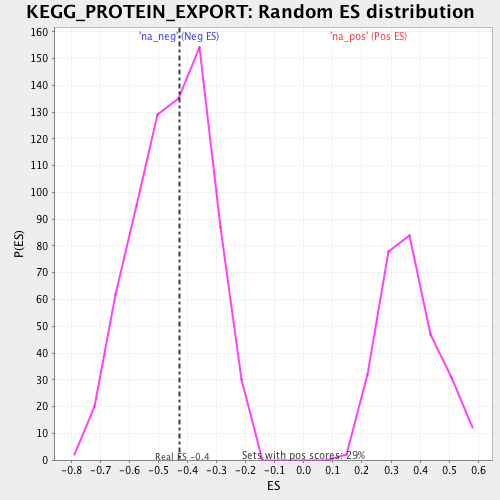 KEGG_PROTEIN_EXPORT: Random ES distribution
'na_neg' (Neg ES)
'na_pos' (Pos ES)
160
150
140
130
120
110
100
90
80
70
60
50
40
30
20
10
0
P(ES)
Real ES -0.4
Sets with pos scores: 29%
-0.8 -0.7 -0.6 -0.5 -0.4 -0.3 -0.2 -0.1 0.0 0.1 0.2 0.3 0.4 0.5 0.6
ES